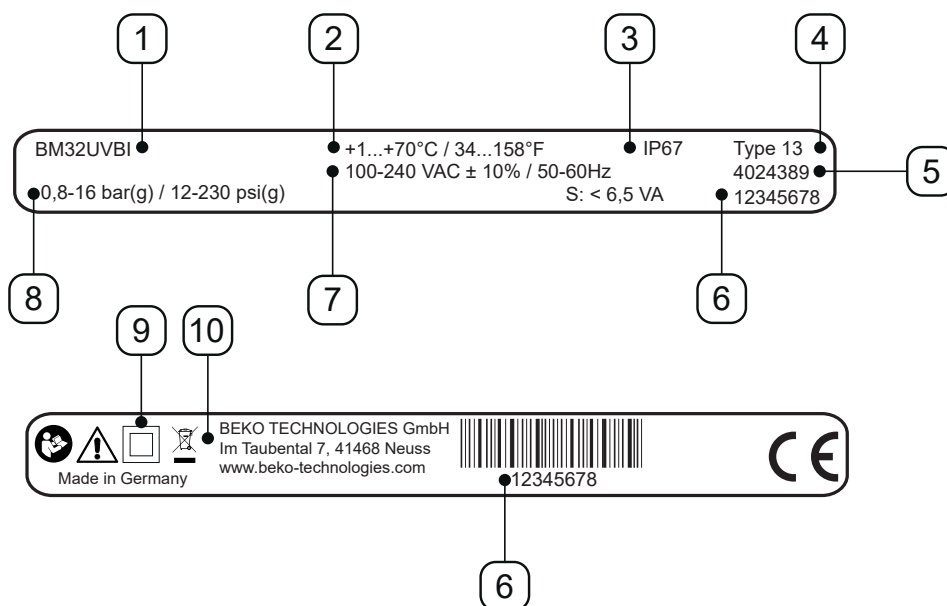 1 2 3 4
BM32UVBI +1...+70°C / 34...158°F IP67 Type 13
100-240 VAC ± 10% / 50-60Hz 4024389 5
0,8-16 bar(g) / 12-230 psi(g) S: < 6,5 VA 12345678
8 7 6
9 10
BEKO TECHNOLOGIES GmbH
Im Taubental 7, 41468 Neuss
www.beko-technologies.com
Made in Germany
12345678
CE
6